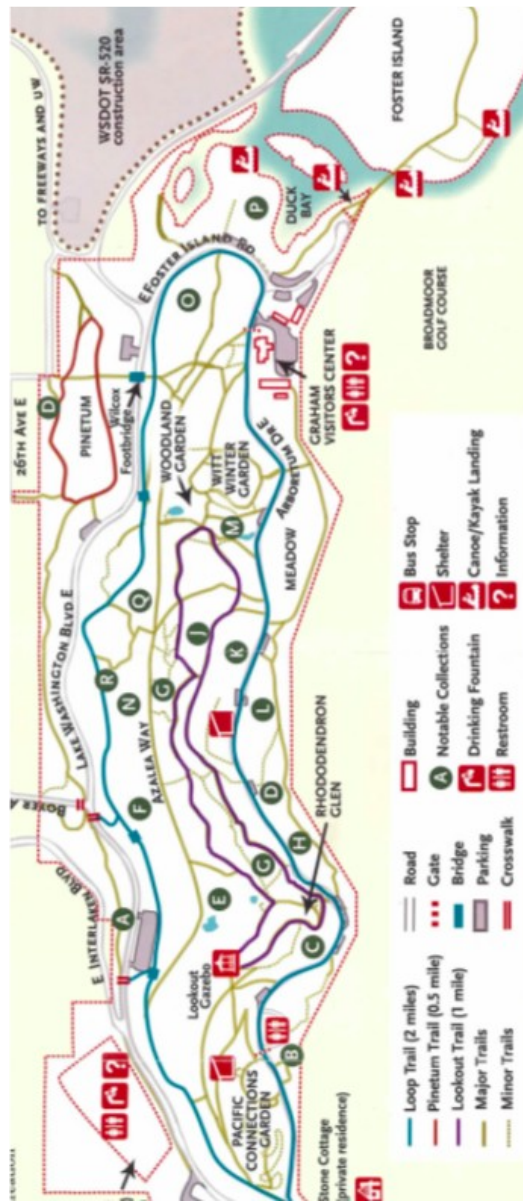 WSDOT SR-520
construction area
TO FREEWAYS AND UW
FOSTER ISLAND
DUCK
BAY
P
E FOSTER ISLAND RD
O
BROADMOOR
GOLF COURSE
26TH AVE E
D
PINETUM
Wilcox
Footbridge
GRAHAM
VISITORS CENTER
?
WOODLAND
GARDEN
WITT
WINTER
GARDEN
ARBORETUM DR E
MEADOW
M
LAKE WASHINGTON BLVD E
Q
J
K
R
N
G
L
AZALEA WAY
BOYER A
F
D
RHODODENDRON
GLEN
H
G
E
E INTERLAKEN BLVD
A
C
Lookout
Gazebo
B
PACIFIC
CONNECTIONS
GARDEN
?
Stone Cottage
private residence)
Loop Trail (2 miles)
Pinetum Trail (0.5 mile)
Lookout Trail (1 mile)
Major Trails
Minor Trails
Road
Gate
Bridge
Parking
Crosswalk
Building
A Notable Collections
Drinking Fountain
Restroom
Bus Stop
Shelter
Canoe/Kayak Landing
? Information